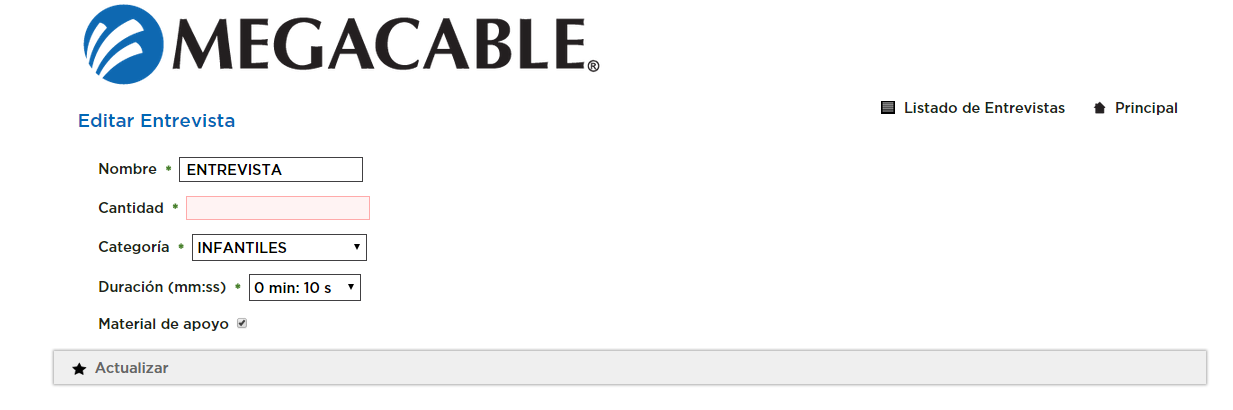 MEGACABLE®
Listado de Entrevistas Principal
Editar Entrevista
Nombre * ENTREVISTA
Cantidad *
Categoría * INFANTILES
Duración (mm:ss) * 0 min: 10 s
Material de apoyo
Actualizar